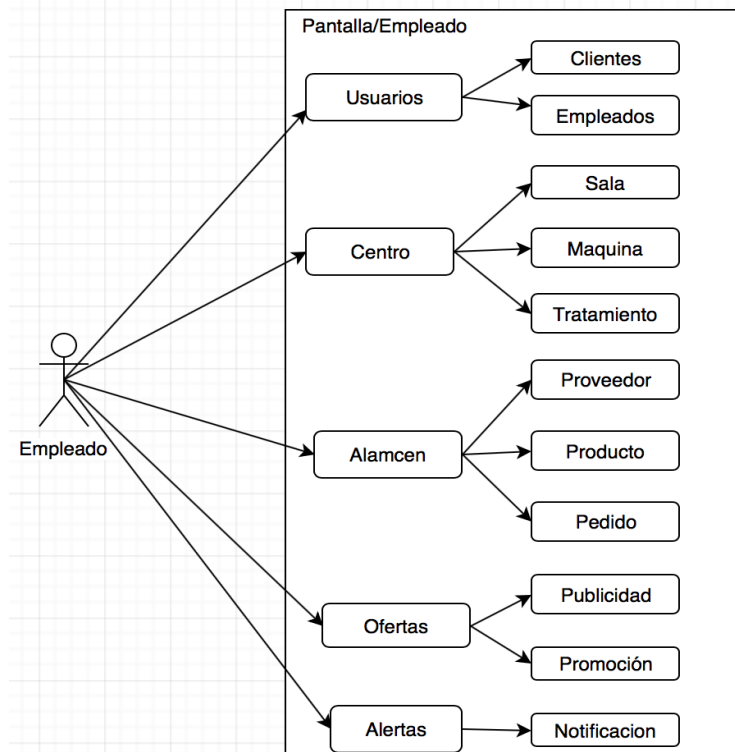 Pantalla/Empleado
Usuarios
Clientes
Empleados
Centro
Sala
Maquina
Tratamiento
Empleado
Alamcen
Proveedor
Producto
Pedido
Ofertas
Publicidad
Promoción
Alertas
Notificacion